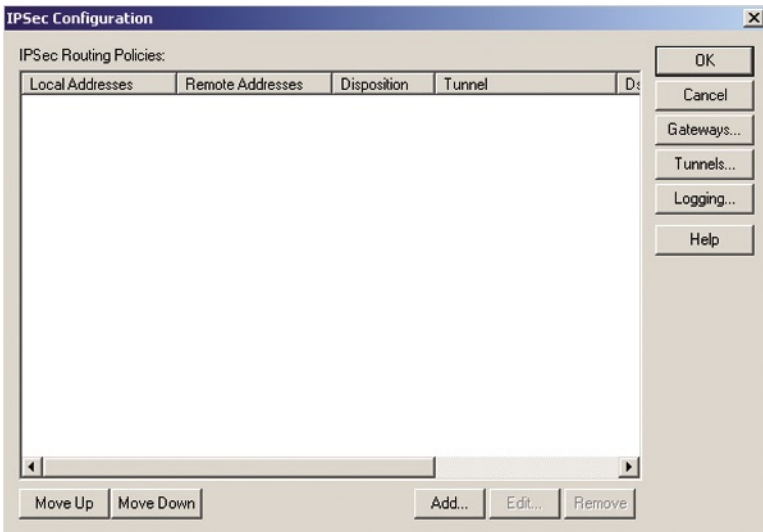 IPSec Configuration
IPSec Routing Policies:
Local Addresses Remote Addresses Disposition Tunnel Ds
OK
Cancel
Gateways...
Tunnels...
Logging...
Help
Move Up Move Down Add... Edit... Remove